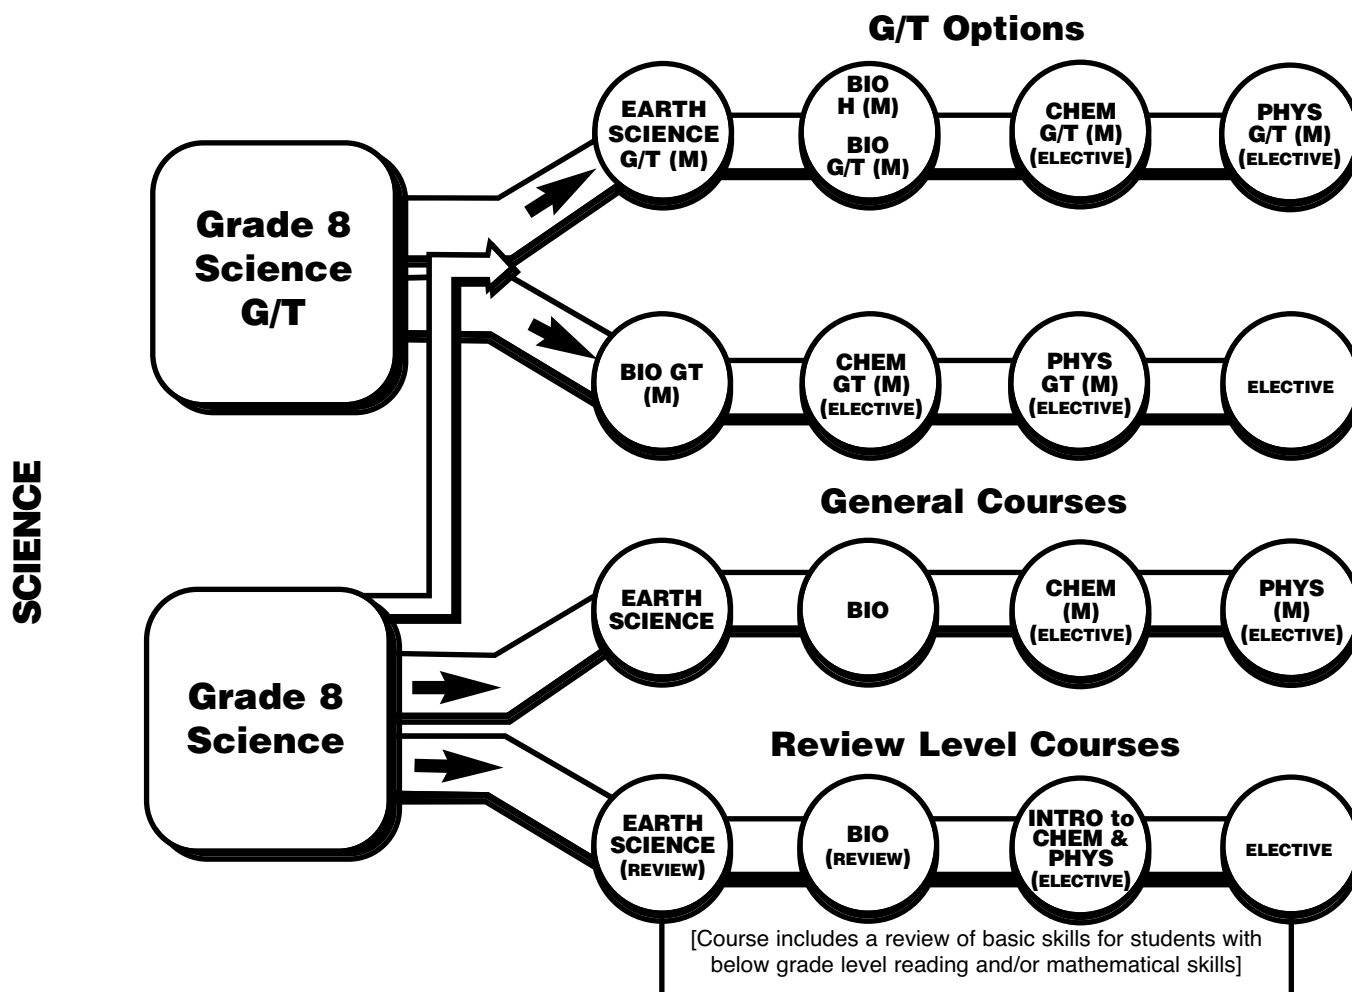 SCIENCE
G/T Options
Grade 8
Science
G/T
EARTH
SCIENCE
G/T (M)
BIO
H (M)
BIO
G/T (M)
CHEM
G/T (M)
(ELECTIVE)
PHYS
G/T (M)
(ELECTIVE)
BIO GT
(M)
CHEM
GT (M)
(ELECTIVE)
PHYS
GT (M)
(ELECTIVE)
ELECTIVE
General Courses
Grade 8
Science
EARTH
SCIENCE
BIO
CHEM
(M)
(ELECTIVE)
PHYS
(M)
(ELECTIVE)
Review Level Courses
EARTH
SCIENCE
(REVIEW)
BIO
(REVIEW)
INTRO to
CHEM &
PHYS
(ELECTIVE)
ELECTIVE
[Course includes a review of basic skills for students with
below grade level reading and/or mathematical skills]